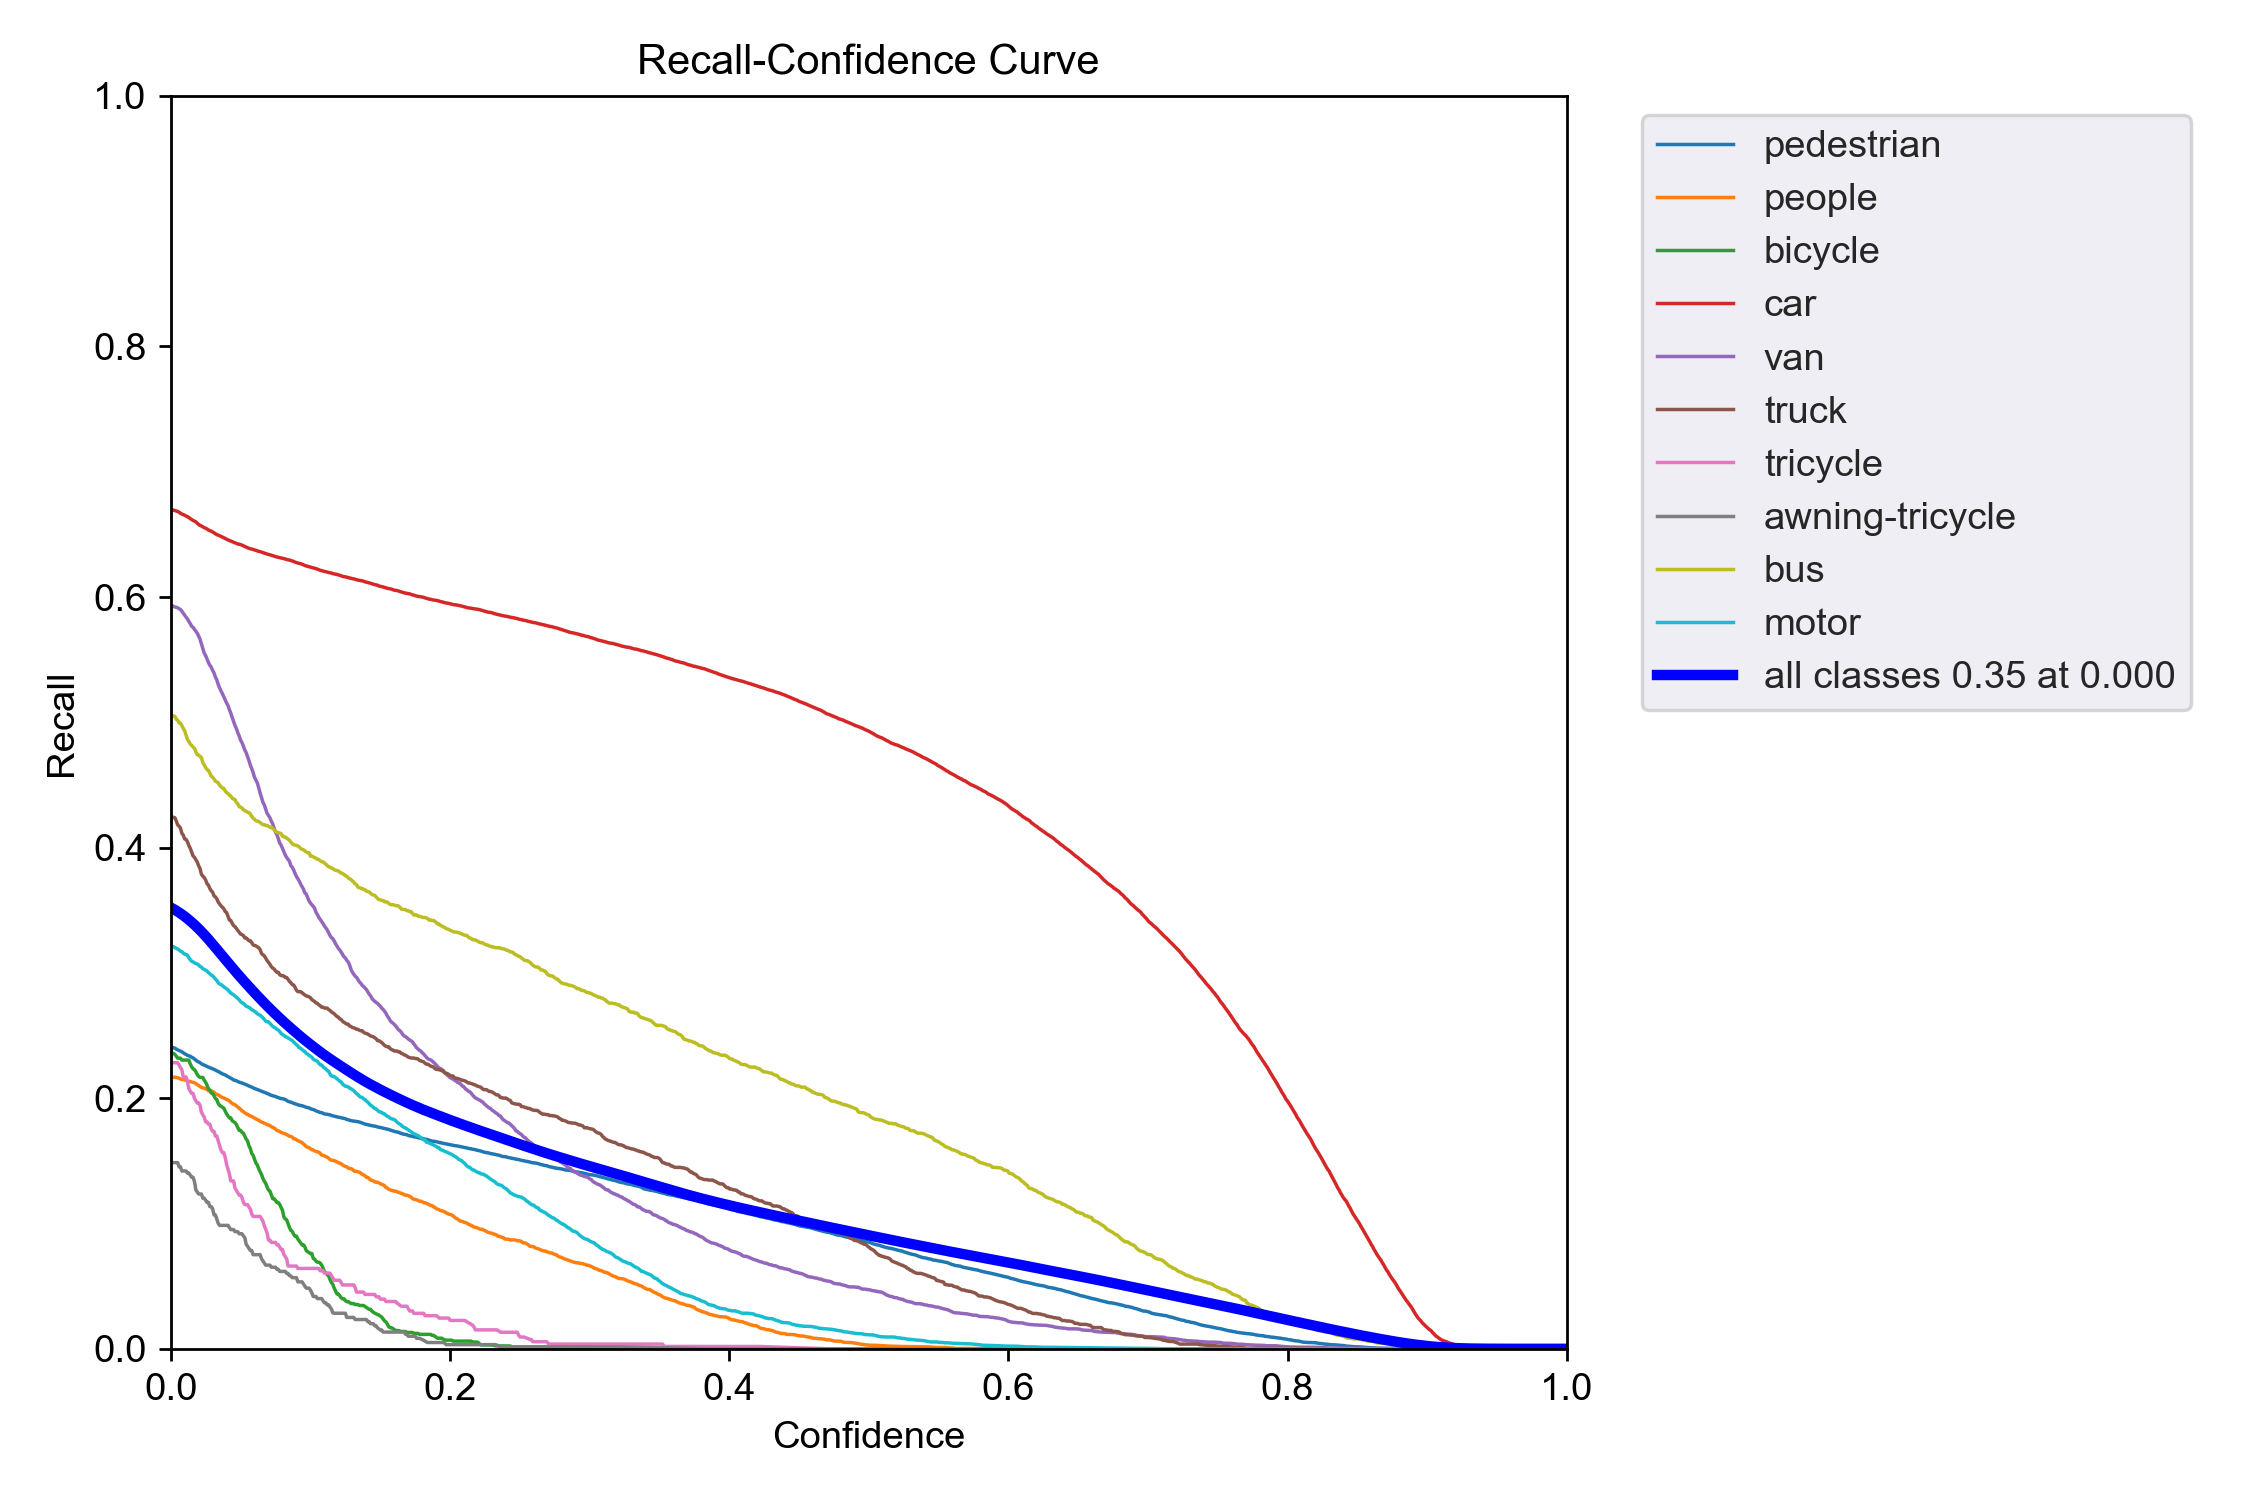 Recall-Confidence Curve
1.0
0.8
0.6
0.4
0.2
0.0
Recall
0.0 0.2 0.4 0.6 0.8 1.0
Confidence
pedestrian
people
bicycle
car
van
truck
tricycle
awning-tricycle
bus
motor
all classes 0.35 at 0.000